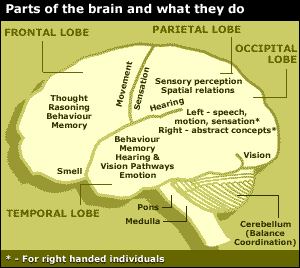 Parts of the brain and what they do
FRONTAL LOBE
PARIETAL LOBE
OCCIPITAL
LOBE
Movement
Sensation
Sensory perception
Spatial relations
Thought
Rasoning
Behaviour
Memory
Hearing
Left - speech,
motion, sensation*
Right - abstract concepts*
Behaviour
Memory
Hearing &
Vision Pathways
Emotion
Vision
Smell
TEMPORAL LOBE
Pons
Medulla
Cerebellum
(Balance
Coordination)
* - For right handed individuals